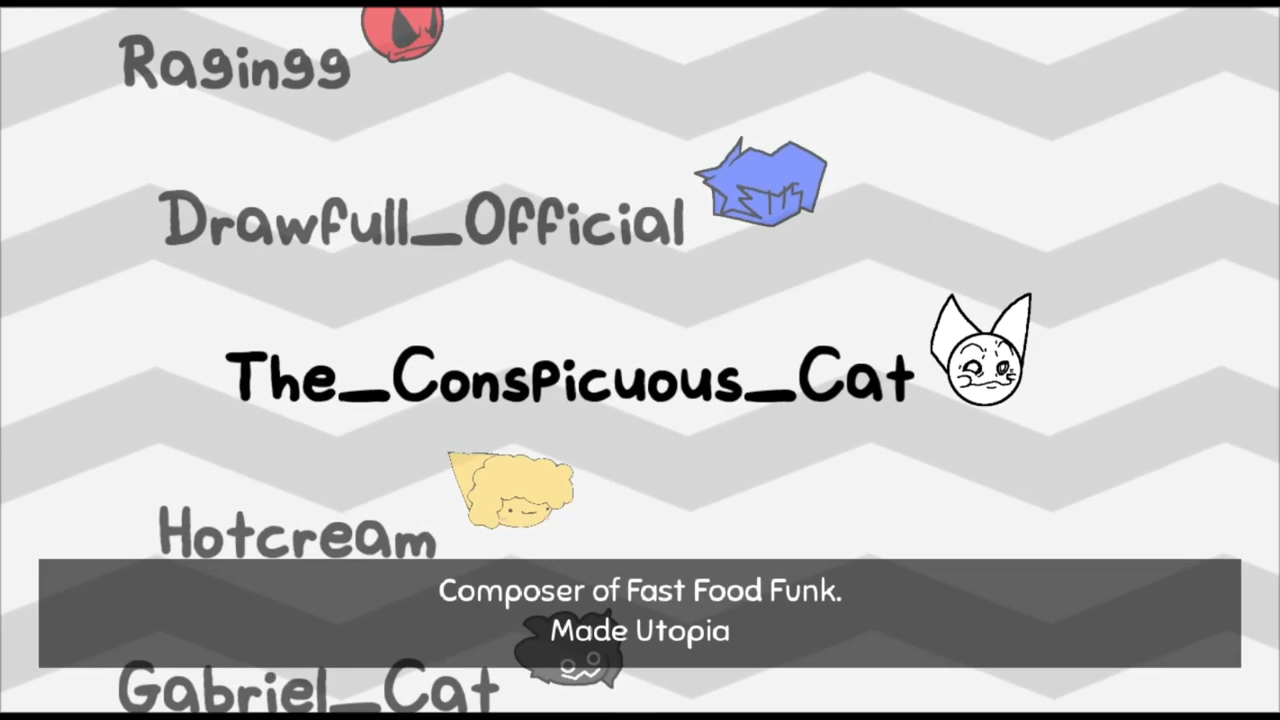 Ragingg
Drawfull_Official
The_Conspicuous_Cat
Hotcream
Composer of Fast Food Funk.
Made Utopia
Gabriel_Cat